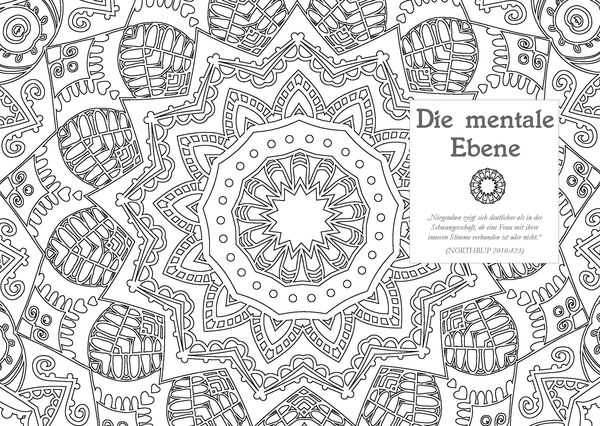 Die mentale
Ebene
„Nirgendwo zeigt sich deutlicher als in der
Schwangerschaft, ob eine Frau mit ihrer
inneren Stimme verbunden ist oder nicht.“
(NORTHRUP 2010:423)